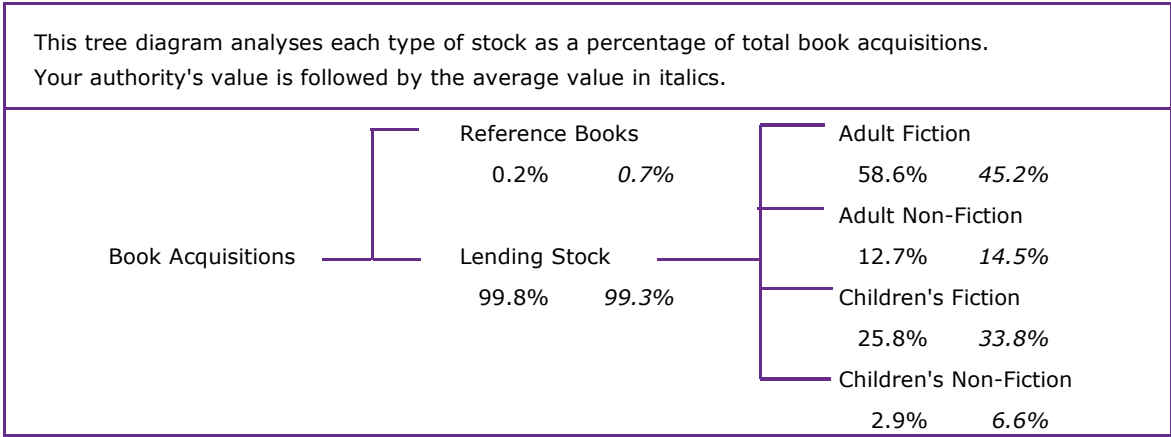 This tree diagram analyses each type of stock as a percentage of total book acquisitions.
Your authority's value is followed by the average value in italics.
Reference Books
Adult Fiction
0.2% 0.7%
58.6% 45.2%
Adult Non-Fiction
Book Acquisitions
Lending Stock
12.7% 14.5%
99.8% 99.3%
Children's Fiction
25.8% 33.8%
Children's Non-Fiction
2.9% 6.6%